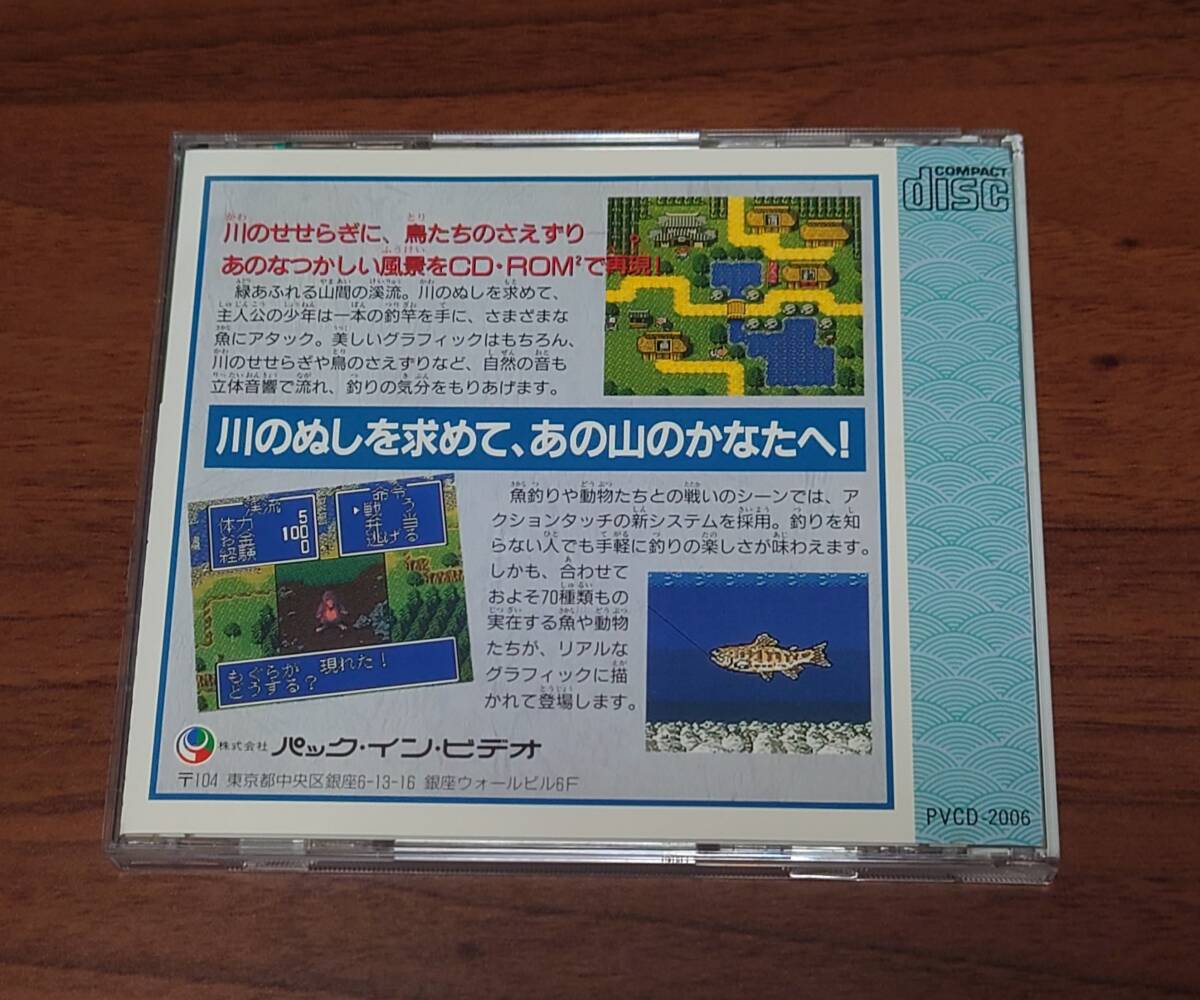 COMPACT
disc
川のせせらぎに、鳥たちのさえずり
あのなつかしい風景をCD・ROM²で再現!
緑あふれる山間の渓流。川のぬしを求めて、
主人公の少年は一本の釣竿を手に、さまざまな
魚にアタック。美しいグラフィックはもちろん、
川のせせらぎや鳥のさえずりなど、自然の音も
立体音響で流れ、釣りの気分をもりあげます。
川のぬしを求めて、あの山のかなたへ!
渓流
体力 5
お金 100
経験 0
命令
戦う
弁当
逃げる
もぐらが 現れた!
どうする?
魚釣りや動物たちとの戦いのシーンでは、ア
クションタッチの新システムを採用。釣りを知
らない人でも手軽に釣りの楽しさが味わえます。
しかも、合わせて
およそ70種類もの
実在する魚や動物
たちが、リアルな
グラフィックに描
かれて登場します。
株式会社 パック・イン・ビデオ
〒104 東京都中央区銀座6-13-16 銀座ウォールビル6F
PVCD-2006